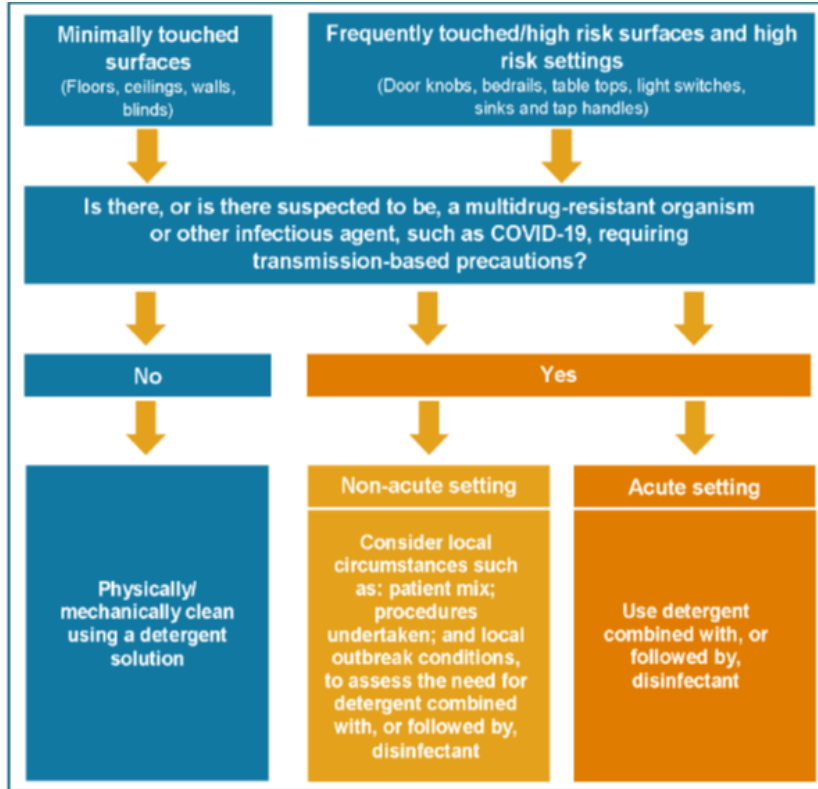 Minimally touched
surfaces
(Floors, ceilings, walls,
blinds)
Frequently touched/high risk surfaces and high
risk settings
(Door knobs, bedrails, table tops, light switches,
sinks and tap handles)
Is there, or is there suspected to be, a multidrug-resistant organism
or other infectious agent, such as COVID-19, requiring
transmission-based precautions?
No
Yes
Physically/
mechanically clean
using a detergent
solution
Non-acute setting
Consider local
circumstances such
as: patient mix;
procedures
undertaken; and local
outbreak conditions,
to assess the need for
detergent combined
with, or followed by,
disinfectant
Acute setting
Use detergent
combined with, or
followed by,
disinfectant